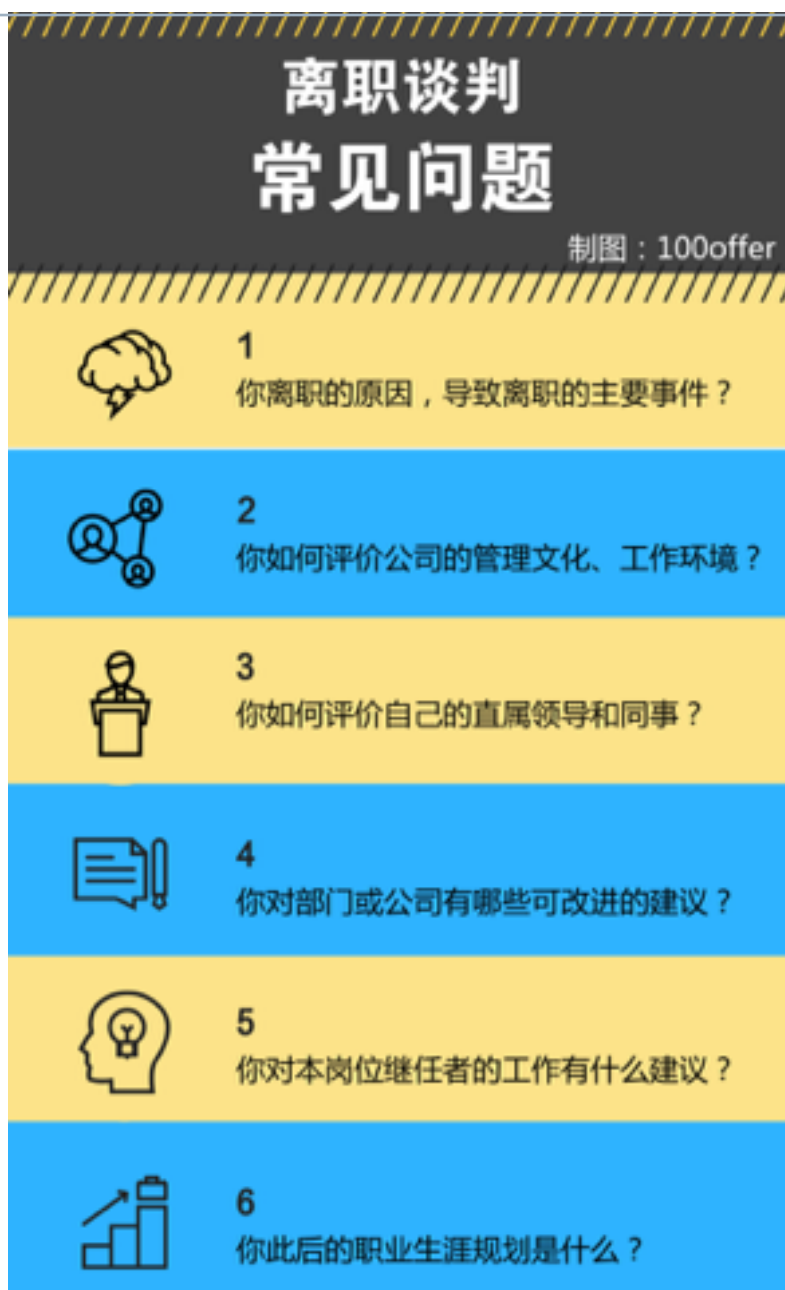 离职谈判
常见问题
制图：100offer
1
你离职的原因，导致离职的主要事件？
2
你如何评价公司的管理文化、工作环境？
3
你如何评价自己的直属领导和同事？
4
你对部门或公司有哪些可改进的建议？
5
你对本岗位继任者的工作有什么建议？
6
你此后的职业生涯规划是什么？